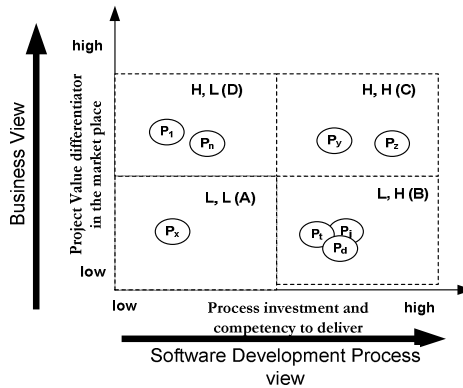 high
H, L (D)
H, H (C)
P1
Pn
Py
Pz
Business View
Project Value differentiator
in the market place
L, L (A)
L, H (B)
Px
Pt
Pj
Pd
low
low
Process investment and
competency to deliver
high
Software Development Process
view